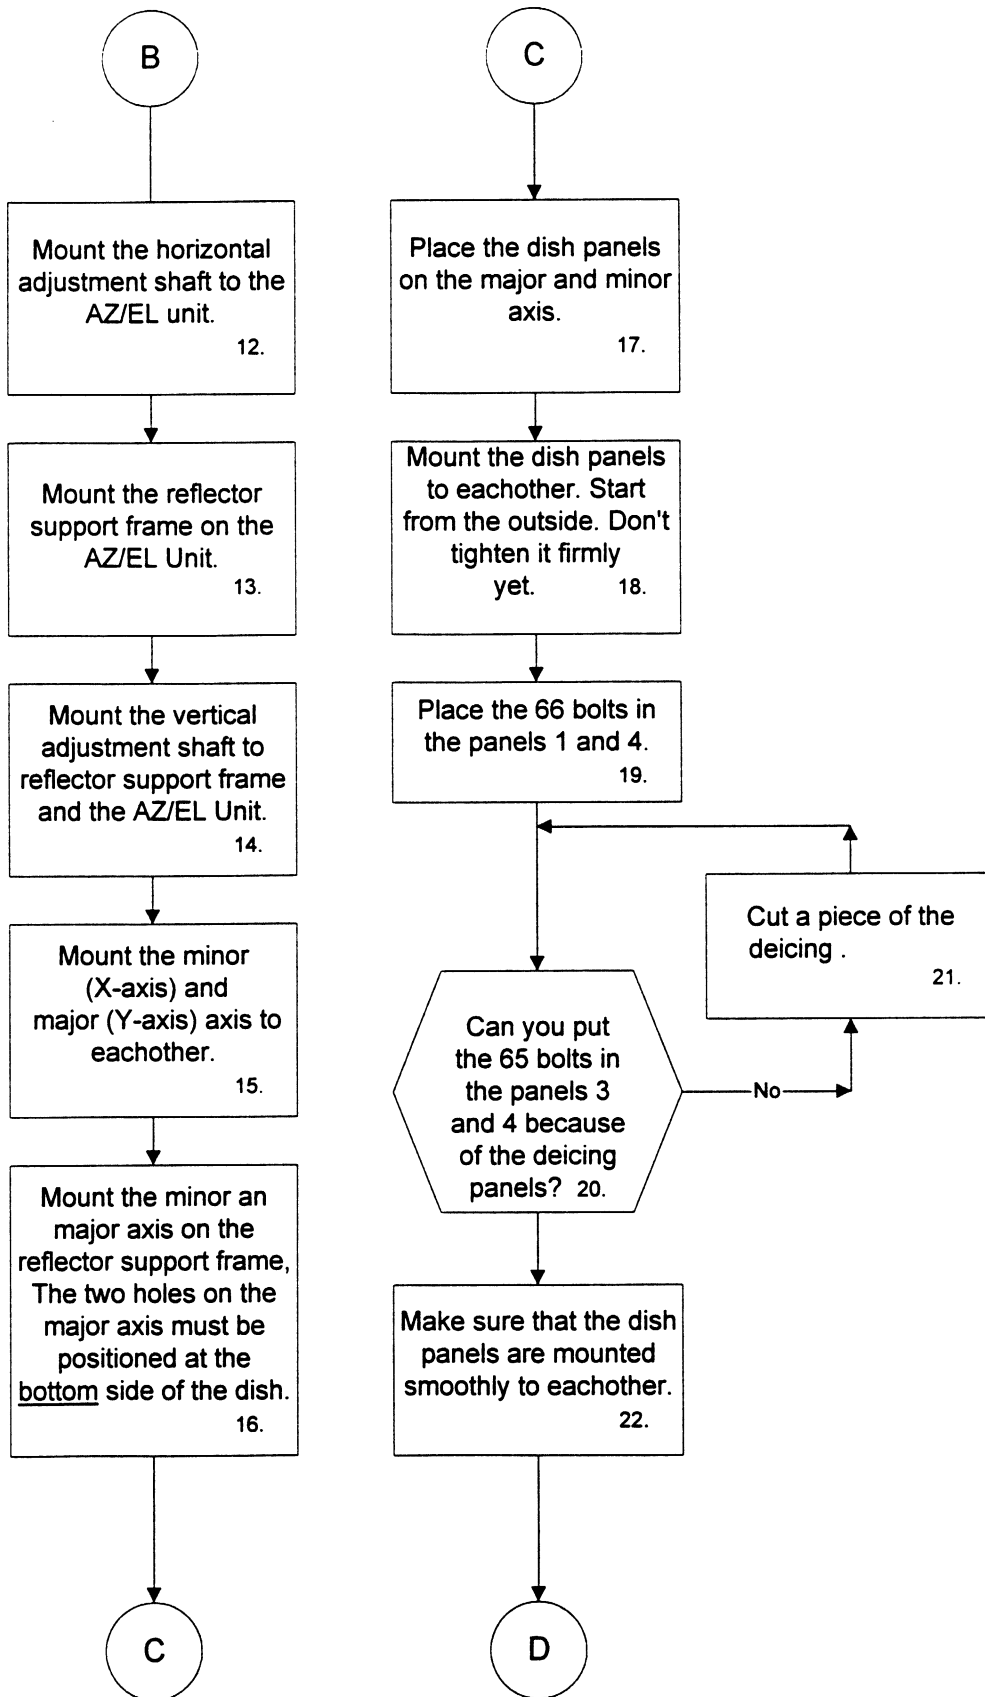 B
Mount the horizontal
adjustment shaft to the
AZ/EL unit.
12.
Mount the reflector
support frame on the
AZ/EL Unit.
13.
Mount the vertical
adjustment shaft to
reflector support frame
and the AZ/EL Unit.
14.
Mount the minor
(X-axis) and
major (Y-axis) axis to
eachother.
15.
Mount the minor an
major axis on the
reflector support frame,
The two holes on the
major axis must be
positioned at the
bottom side of the dish.
16.
C
C
Place the dish panels
on the major and minor
axis.
17.
Mount the dish panels
to eachother. Start
from the outside. Don't
tighten it firmly
yet. 18.
Place the 66 bolts in
the panels 1 and 4.
19.
Can you put
the 65 bolts in
the panels 3
and 4 because
of the deicing
panels? 20.
No
Cut a piece of the
deicing .
21.
Make sure that the dish
panels are mounted
smoothly to eachother.
22.
D